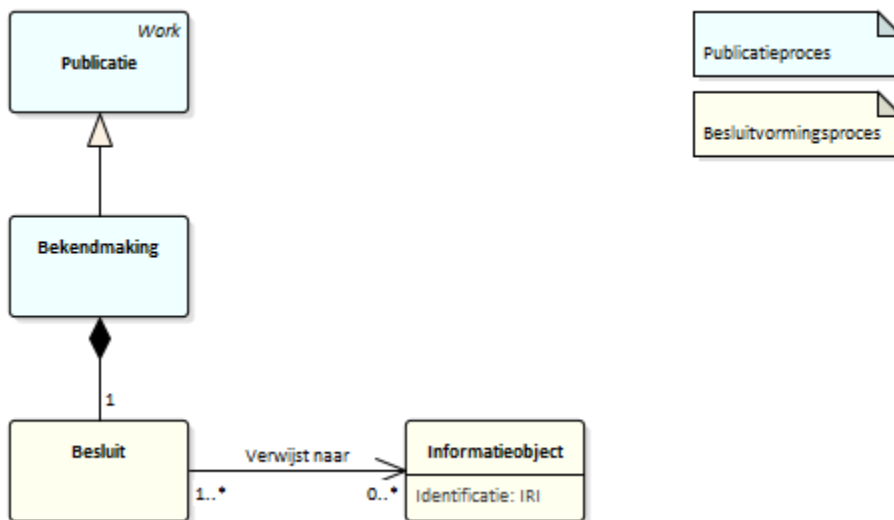 Work
Publicatie
Publicatieproces
Besluitvormingsproces
Bekendmaking
1
Besluit
Verwijst naar
1..*
0..*
Informatieobject
Identificatie: IRI